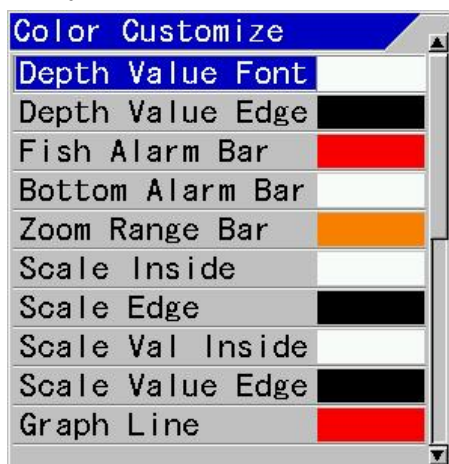 Color Customize
Depth Value Font
Depth Value Edge
Fish Alarm Bar
Bottom Alarm Bar
Zoom Range Bar
Scale Inside
Scale Edge
Scale Val Inside
Scale Value Edge
Graph Line